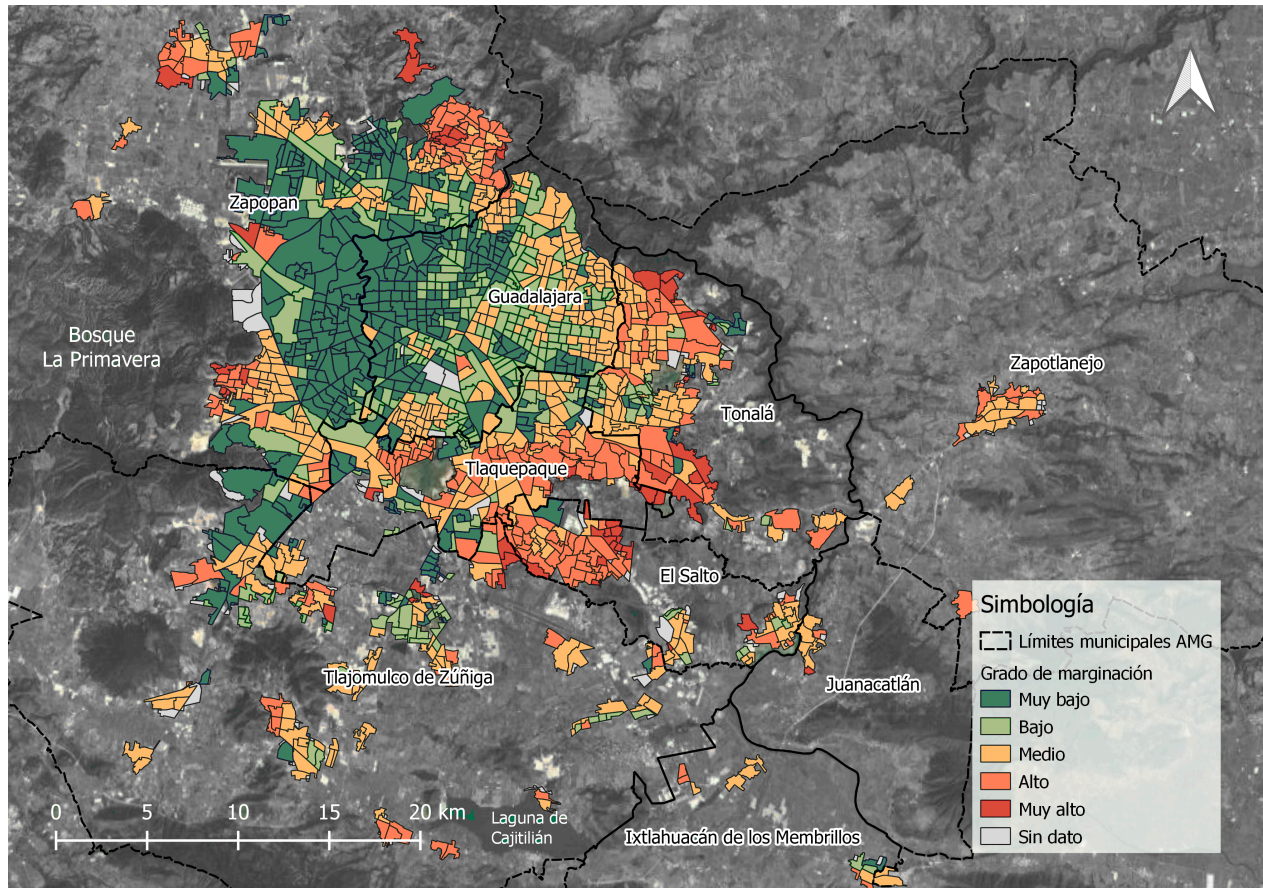 Zapopan
Guadalajara
Bosque
La Primavera
Zapotlanejo
Tonalá
Tlaquepaque
El Salto
Tlajomulco de Zúñiga
Juanacatlán
0 5 10 15 20 km
Laguna de
Cajitilián
Ixtlahuacán de los Membrillos
Simbología
Límites municipales AMG
Grado de marginación
Muy bajo
Bajo
Medio
Alto
Muy alto
Sin dato